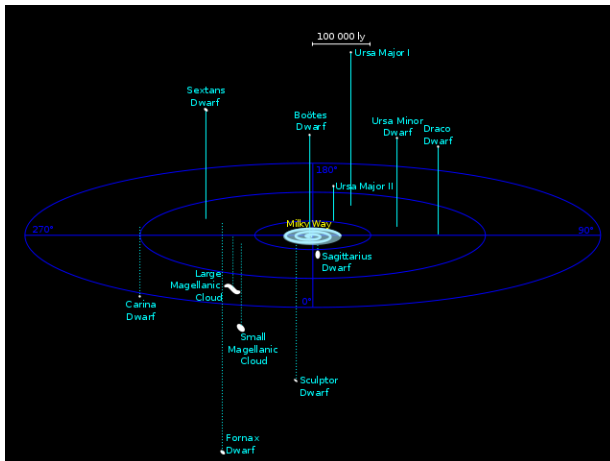 100 000 ly
Ursa Major I
Sextans
Dwarf
Boötes
Dwarf
Ursa Minor
Dwarf
Draco
Dwarf
180°
Ursa Major II
Milky Way
270°
90°
Sagittarius
Dwarf
Large
Magellanic
Cloud
0°
Carina
Dwarf
Small
Magellanic
Cloud
Sculptor
Dwarf
Fornax
Dwarf